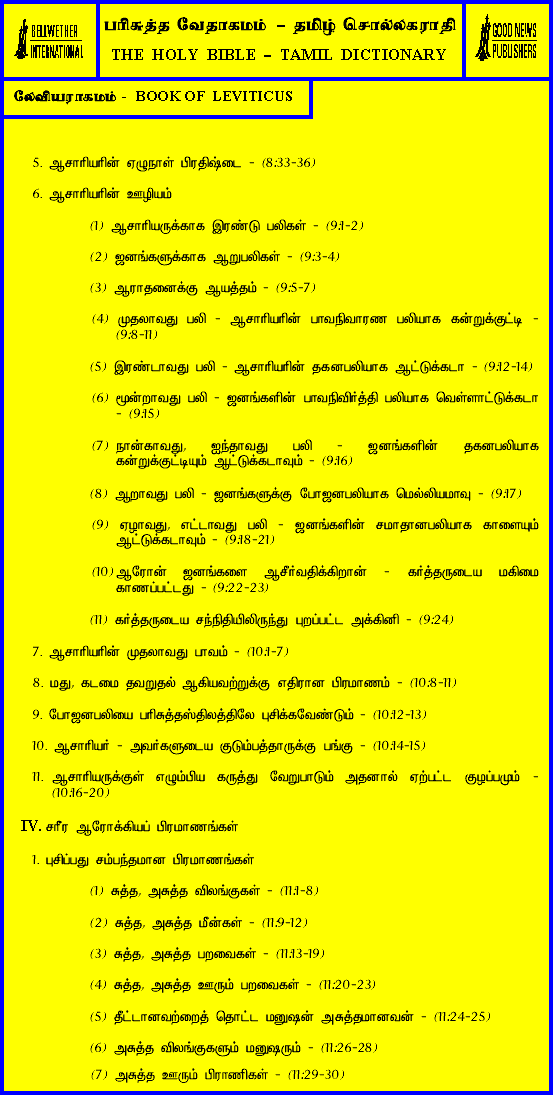 BELLWETHER
INTERNATIONAL
பரிசுத்த வேதாகமம் – தமிழ் சொல்லகராதி
THE HOLY BIBLE – TAMIL DICTIONARY
GOOD NEWS
PUBLISHERS
லேவியராகமம் - BOOK OF LEVITICUS
5. ஆசாரியரின் ஏழுநாள் பிரதிஷ்டை - (8:33-36)
6. ஆசாரியரின் ஊழியம்
(1) ஆசாரியருக்காக இரண்டு பலிகள் - (9:1-2)
(2) ஜனங்களுக்காக ஆறுபலிகள் - (9:3-4)
(3) ஆராதனைக்கு ஆயத்தம் - (9:5-7)
(4) முதலாவது பலி - ஆசாரியரின் பாவநிவாரண பலியாக கன்றுக்குட்டி -
(9:8-11)
(5) இரண்டாவது பலி - ஆசாரியரின் தகனபலியாக ஆட்டுக்கடா - (9:12-14)
(6) மூன்றாவது பலி - ஜனங்களின் பாவநிவிர்த்தி பலியாக வெள்ளாட்டுக்கடா
- (9:15)
(7) நான்காவது, ஐந்தாவது பலி - ஜனங்களின் தகனபலியாக
கன்றுக்குட்டியும் ஆட்டுக்கடாவும் - (9:16)
(8) ஆறாவது பலி - ஜனங்களுக்கு போஜனபலியாக மெல்லியமாவு - (9:17)
(9) ஏழாவது, எட்டாவது பலி - ஜனங்களின் சமாதானபலியாக காளையும்
ஆட்டுக்கடாவும் - (9:18-21)
(10) ஆரோன் ஜனங்களை ஆசீர்வதிக்கிறான் - கர்த்தருடைய மகிமை
காணப்பட்டது - (9:22-23)
(11) கர்த்தருடைய சந்நிதியிலிருந்து புறப்பட்ட அக்கினி - (9:24)
7. ஆசாரியரின் முதலாவது பாவம் - (10:1-7)
8. மது, கடமை தவறுதல் ஆகியவற்றுக்கு எதிரான பிரமாணம் - (10:8-11)
9. போஜனபலியை பரிசுத்தஸ்திலத்திலே புசிக்கவேண்டும் - (10:12-13)
10. ஆசாரியர் - அவர்களுடைய குடும்பத்தாருக்கு பங்கு - (10:14-15)
11. ஆசாரியருக்குள் எழும்பிய கருத்து வேறுபாடும் அதனால் ஏற்பட்ட குழப்பமும் -
(10:16-20)
IV. சரீர ஆரோக்கியப் பிரமாணங்கள்
1. புசிப்பது சம்பந்தமான பிரமாணங்கள்
(1) சுத்த, அசுத்த விலங்குகள் - (11:1-8)
(2) சுத்த, அசுத்த மீன்கள் - (11:9-12)
(3) சுத்த, அசுத்த பறவைகள் - (11:13-19)
(4) சுத்த, அசுத்த ஊரும் பறவைகள் - (11:20-23)
(5) தீட்டானவற்றைத் தொட்ட மனுஷன் அசுத்தமானவன் - (11:24-25)
(6) அசுத்த விலங்குகளும் மனுஷரும் - (11:26-28)
(7) அசுத்த ஊரும் பிராணிகள் - (11:29-30)